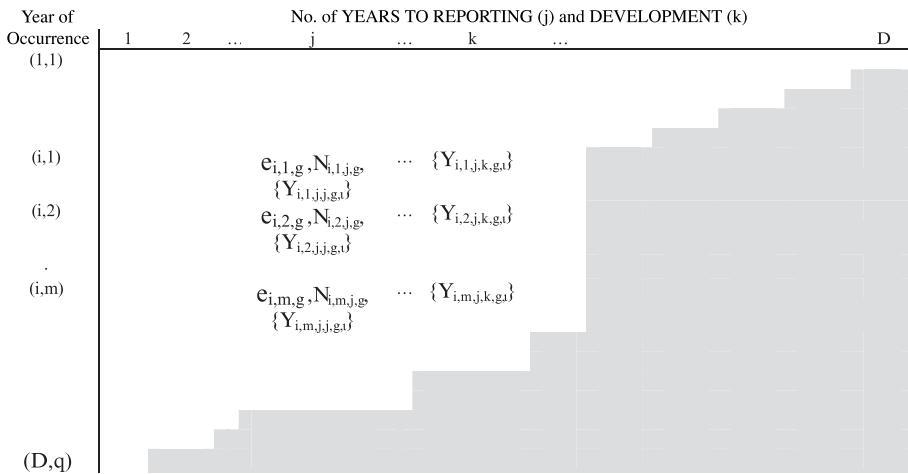 Year of Occurrence
No. of YEARS TO REPORTING (j) and DEVELOPMENT (k)
1 2 ... j ... k ... D
(1,1)
(i,1) e_{i,1,g}, N_{i,1,j,g}, ... {Y_{i,1,j,k,g,ι}}
{Y_{i,1,j,j,g,ι}}
(i,2) e_{i,2,g}, N_{i,2,j,g}, ... {Y_{i,2,j,k,g,ι}}
{Y_{i,2,j,j,g,ι}}
.
(i,m) e_{i,m,g}, N_{i,m,j,g}, ... {Y_{i,m,j,k,g,ι}}
{Y_{i,m,j,j,g,ι}}
(D,q)